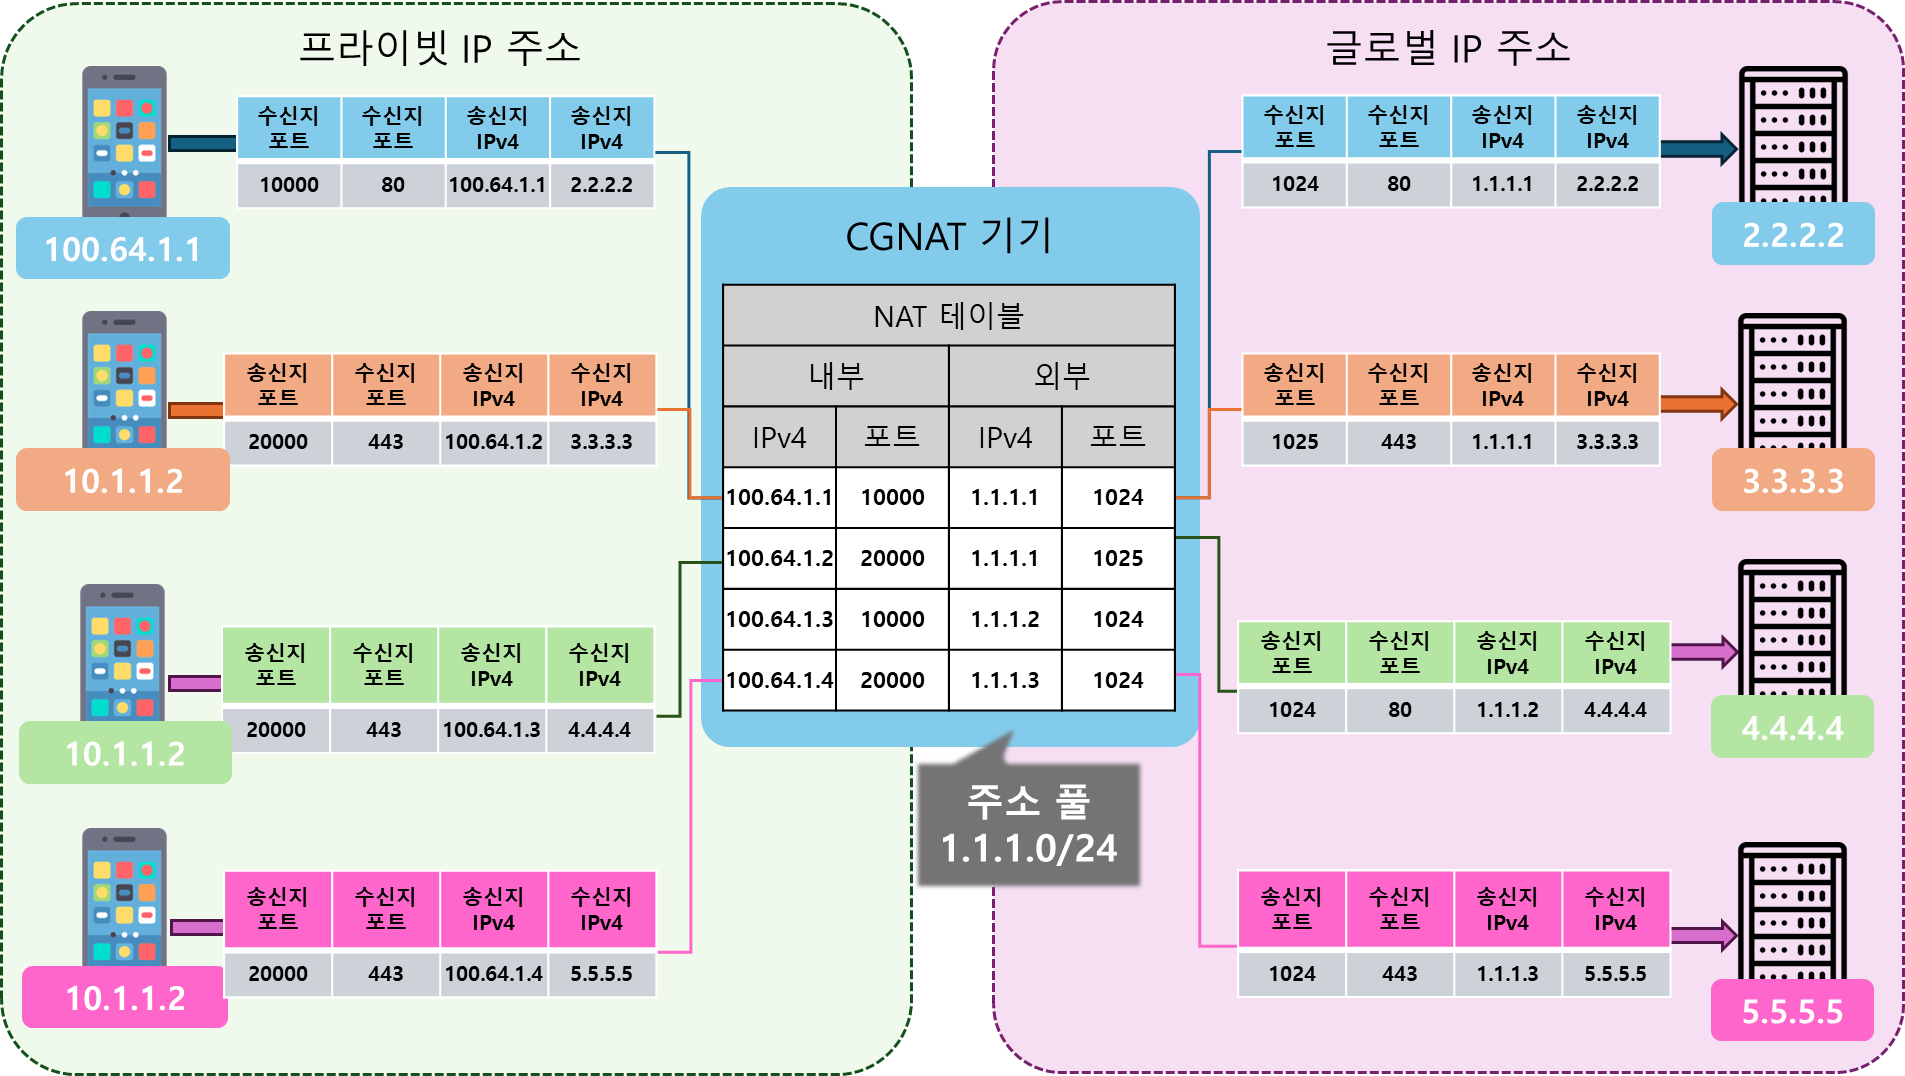 프라이빗 IP 주소
수신지 포트 수신지 포트 송신지 IPv4 송신지 IPv4
10000 80 100.64.1.1 2.2.2.2
100.64.1.1
송신지 포트 수신지 포트 송신지 IPv4 수신지 IPv4
20000 443 100.64.1.2 3.3.3.3
10.1.1.2
송신지 포트 수신지 포트 송신지 IPv4 수신지 IPv4
20000 443 100.64.1.3 4.4.4.4
10.1.1.2
송신지 포트 수신지 포트 송신지 IPv4 수신지 IPv4
20000 443 100.64.1.4 5.5.5.5
10.1.1.2
CGNAT 기기
NAT 테이블
내부 외부
IPv4 포트 IPv4 포트
100.64.1.1 10000 1.1.1.1 1024
100.64.1.2 20000 1.1.1.1 1025
100.64.1.3 10000 1.1.1.2 1024
100.64.1.4 20000 1.1.1.3 1024
주소 풀
1.1.1.0/24
글로벌 IP 주소
수신지 포트 수신지 포트 송신지 IPv4 송신지 IPv4
1024 80 1.1.1.1 2.2.2.2
2.2.2.2
송신지 포트 수신지 포트 송신지 IPv4 수신지 IPv4
1025 443 1.1.1.1 3.3.3.3
3.3.3.3
송신지 포트 수신지 포트 송신지 IPv4 수신지 IPv4
1024 80 1.1.1.2 4.4.4.4
4.4.4.4
송신지 포트 수신지 포트 송신지 IPv4 수신지 IPv4
1024 443 1.1.1.3 5.5.5.5
5.5.5.5